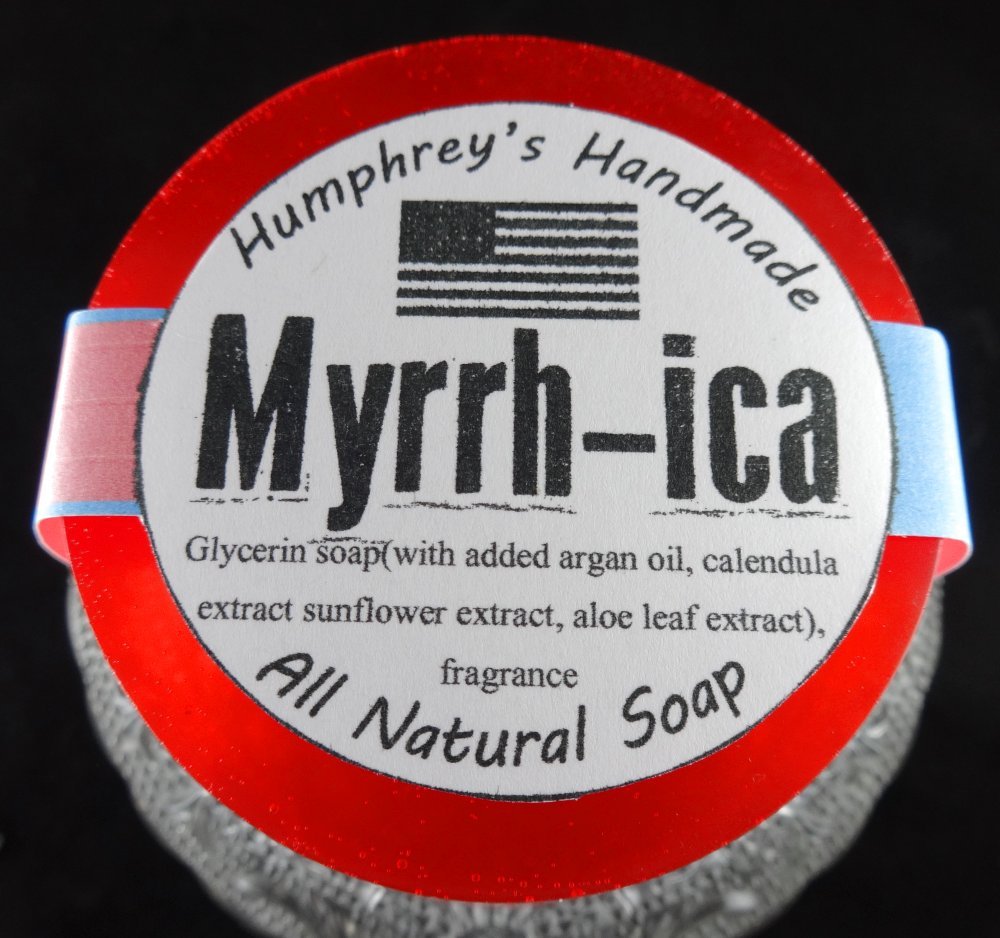 Humphrey's Handmade
Myrrh-ica
Glycerin soap(with added argan oil, calendula
extract sunflower extract, aloe leaf extract),
fragrance
All Natural Soap